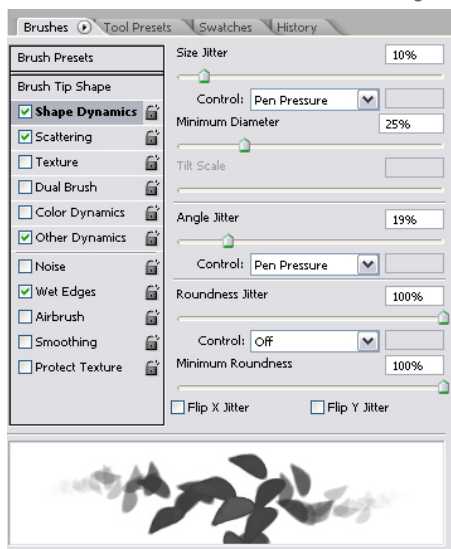 Brushes Tool Presets Swatches History
Brush Presets
Brush Tip Shape
Shape Dynamics
Scattering
Texture
Dual Brush
Color Dynamics
Other Dynamics
Noise
Wet Edges
Airbrush
Smoothing
Protect Texture
Size Jitter 10%
Control: Pen Pressure
Minimum Diameter 25%
Tilt Scale
Angle Jitter 19%
Control: Pen Pressure
Roundness Jitter 100%
Control: Off
Minimum Roundness 100%
Flip X Jitter Flip Y Jitter